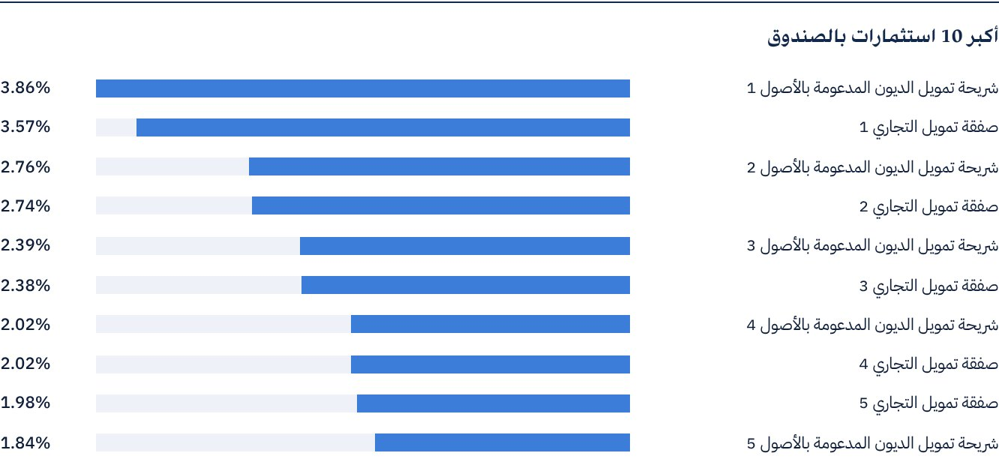 أكبر 10 استثمارات بالصندوق
شريحة تمويل الديون المدعومة بالأصول 1 3.86%
صفقة تمويل التجاري 1 3.57%
شريحة تمويل الديون المدعومة بالأصول 2 2.76%
صفقة تمويل التجاري 2 2.74%
شريحة تمويل الديون المدعومة بالأصول 3 2.39%
صفقة تمويل التجاري 3 2.38%
شريحة تمويل الديون المدعومة بالأصول 4 2.02%
صفقة تمويل التجاري 4 2.02%
صفقة تمويل التجاري 5 1.98%
شريحة تمويل الديون المدعومة بالأصول 5 1.84%